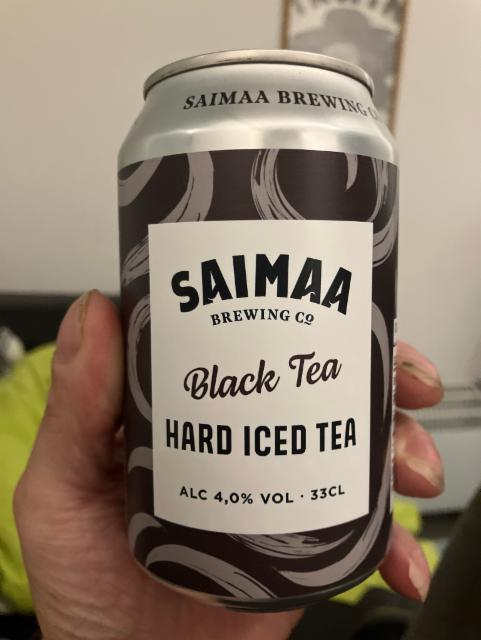 SAIMAA BREWING
SAIMAA
BREWING Co
Black Tea
HARD ICED TEA
ALC 4,0% VOL · 33CL